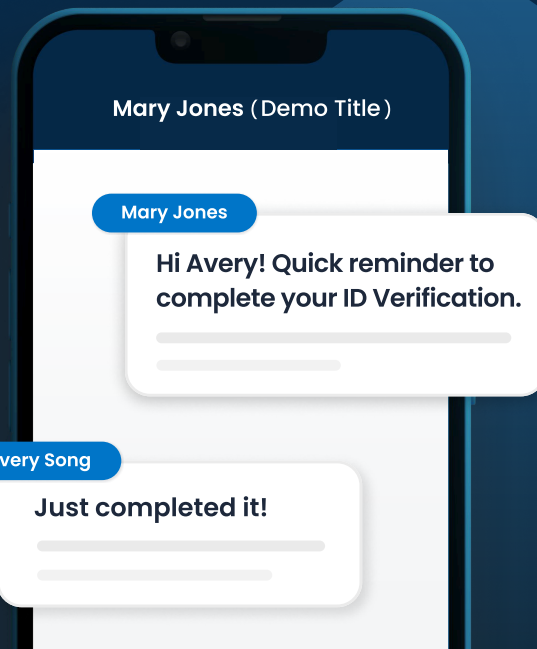 Mary Jones (Demo Title)
Mary Jones
Hi Avery! Quick reminder to
complete your ID Verification.
very Song
Just completed it!